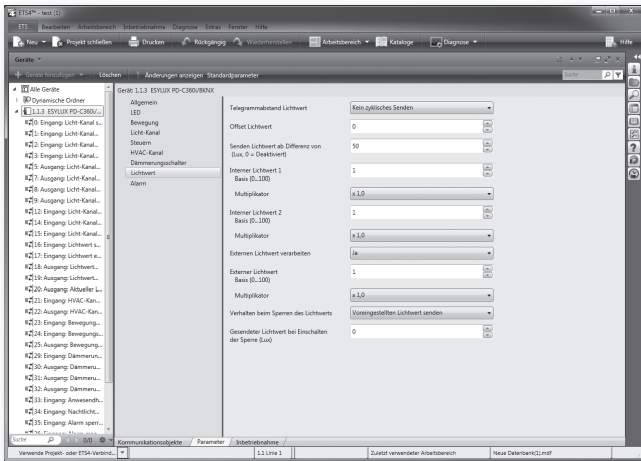 ETS4™ - test (1)
ETS Bearbeiten Arbeitsbereich Inbetriebnahme Diagnose Extras Fenster Hilfe
Neu Projekt schließen Drucken Rückgängig Wiederherstellen Arbeitsbereich Kataloge Diagnose Hilfe
Geräte
Geräte hinzufügen Löschen Änderungen anzeigen Standardparameter Suche
Alle Geräte
Dynamische Ordner
1.1.3 ESYLUX PD-C360i/...
0: Eingang: Licht-Kanal s...
1: Eingang: Licht-Kanal...
2: Eingang: Licht-Kanal...
3: Eingang: Licht-Kanal...
5: Ausgang: Licht-Kanal...
7: Ausgang: Licht-Kanal...
8: Ausgang: Licht-Kanal...
9: Ausgang: Licht-Kanal...
12: Eingang: Licht-Kanal...
14: Eingang: Licht-Kanal...
15: Eingang: Licht-Kanal...
16: Eingang: Lichtwert s...
17: Eingang: Lichtwert e...
18: Ausgang: Lichtwert...
19: Ausgang: Lichtwert...
20: Ausgang: Aktueller L...
21: Eingang: HVAC-Kan...
22: Ausgang: HVAC-Kan...
23: Eingang: Bewegung...
24: Eingang: Bewegungs...
25: Ausgang: Bewegung...
29: Eingang: Dämmerun...
30: Ausgang: Dämmeru...
31: Ausgang: Dämmeru...
32: Ausgang: Dämmeru...
33: Eingang: Anwesendh...
34: Eingang: Nachtlicht...
35: Eingang: Alarm sperr...
Suche 0/0
Gerät: 1.1.3 ESYLUX PD-C360i/8KNX
Allgemein
LED
Bewegung
Licht-Kanal
Steuern
HVAC-Kanal
Dämmerungsschalter
Lichtwert
Alarm
Telegrammabstand Lichtwert Kein zyklisches Senden
Offset Lichtwert 0
Senden Lichtwert ab Differenz von 50
(Lux, 0 = Deaktiviert)
Interner Lichtwert 1 1
Basis (0..100)
Multiplikator x 1,0
Interner Lichtwert 2 1
Basis (0..100)
Multiplikator x 1,0
Externen Lichtwert verarbeiten Ja
Externer Lichtwert 1
Basis (0..100)
Multiplikator x 1,0
Verhalten beim Sperren des Lichtwerts Voreingestellten Lichtwert senden
Gesendeter Lichtwert bei Einschalten 0
der Sperre (Lux)
Kommunikationsobjekte Parameter Inbetriebnahme
Verwende Projekt- oder ETS4-Verbind... 1.1 Linie 1 Zuletzt verwendeter Arbeitsbereich Neue Datenbank(1).mdf